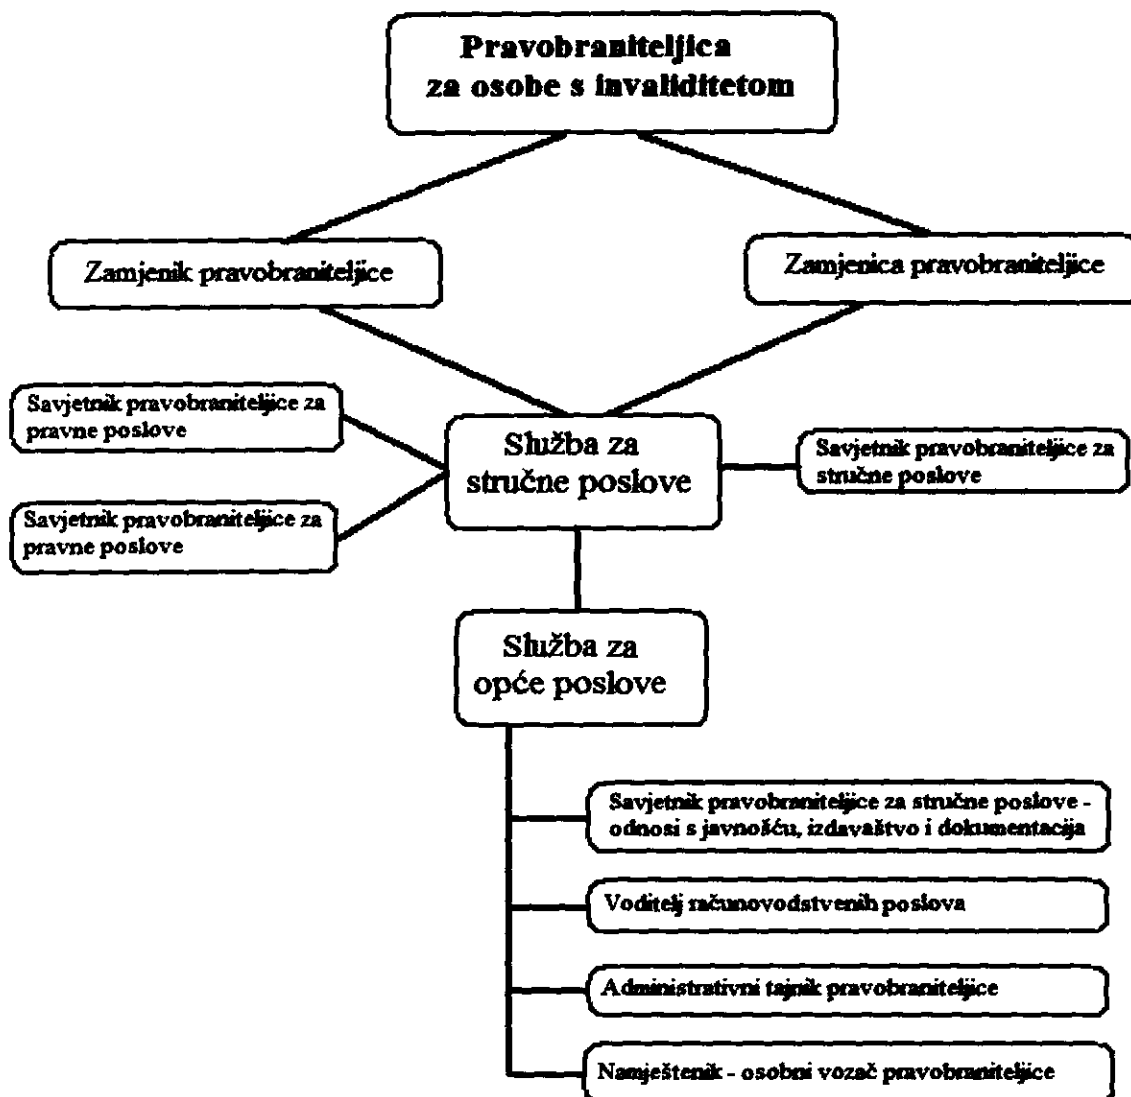 Pravobraniteljica
za osobe s invaliditetom
Zamjenik pravobraniteljice
Zamjenica pravobraniteljice
Savjetnik pravobraniteljice za
pravne poslove
Služba za
stručne poslove
Savjetnik pravobraniteljice za
stručne poslove
Savjetnik pravobraniteljice za
pravne poslove
Služba za
opće poslove
Savjetnik pravobraniteljice za stručne poslove -
odnosi s javnošću, izdavaštvo i dokumentacija
Voditelj računovodstvenih poslova
Administrativni tajnik pravobraniteljice
Namještenik - osobni vozač pravobraniteljice